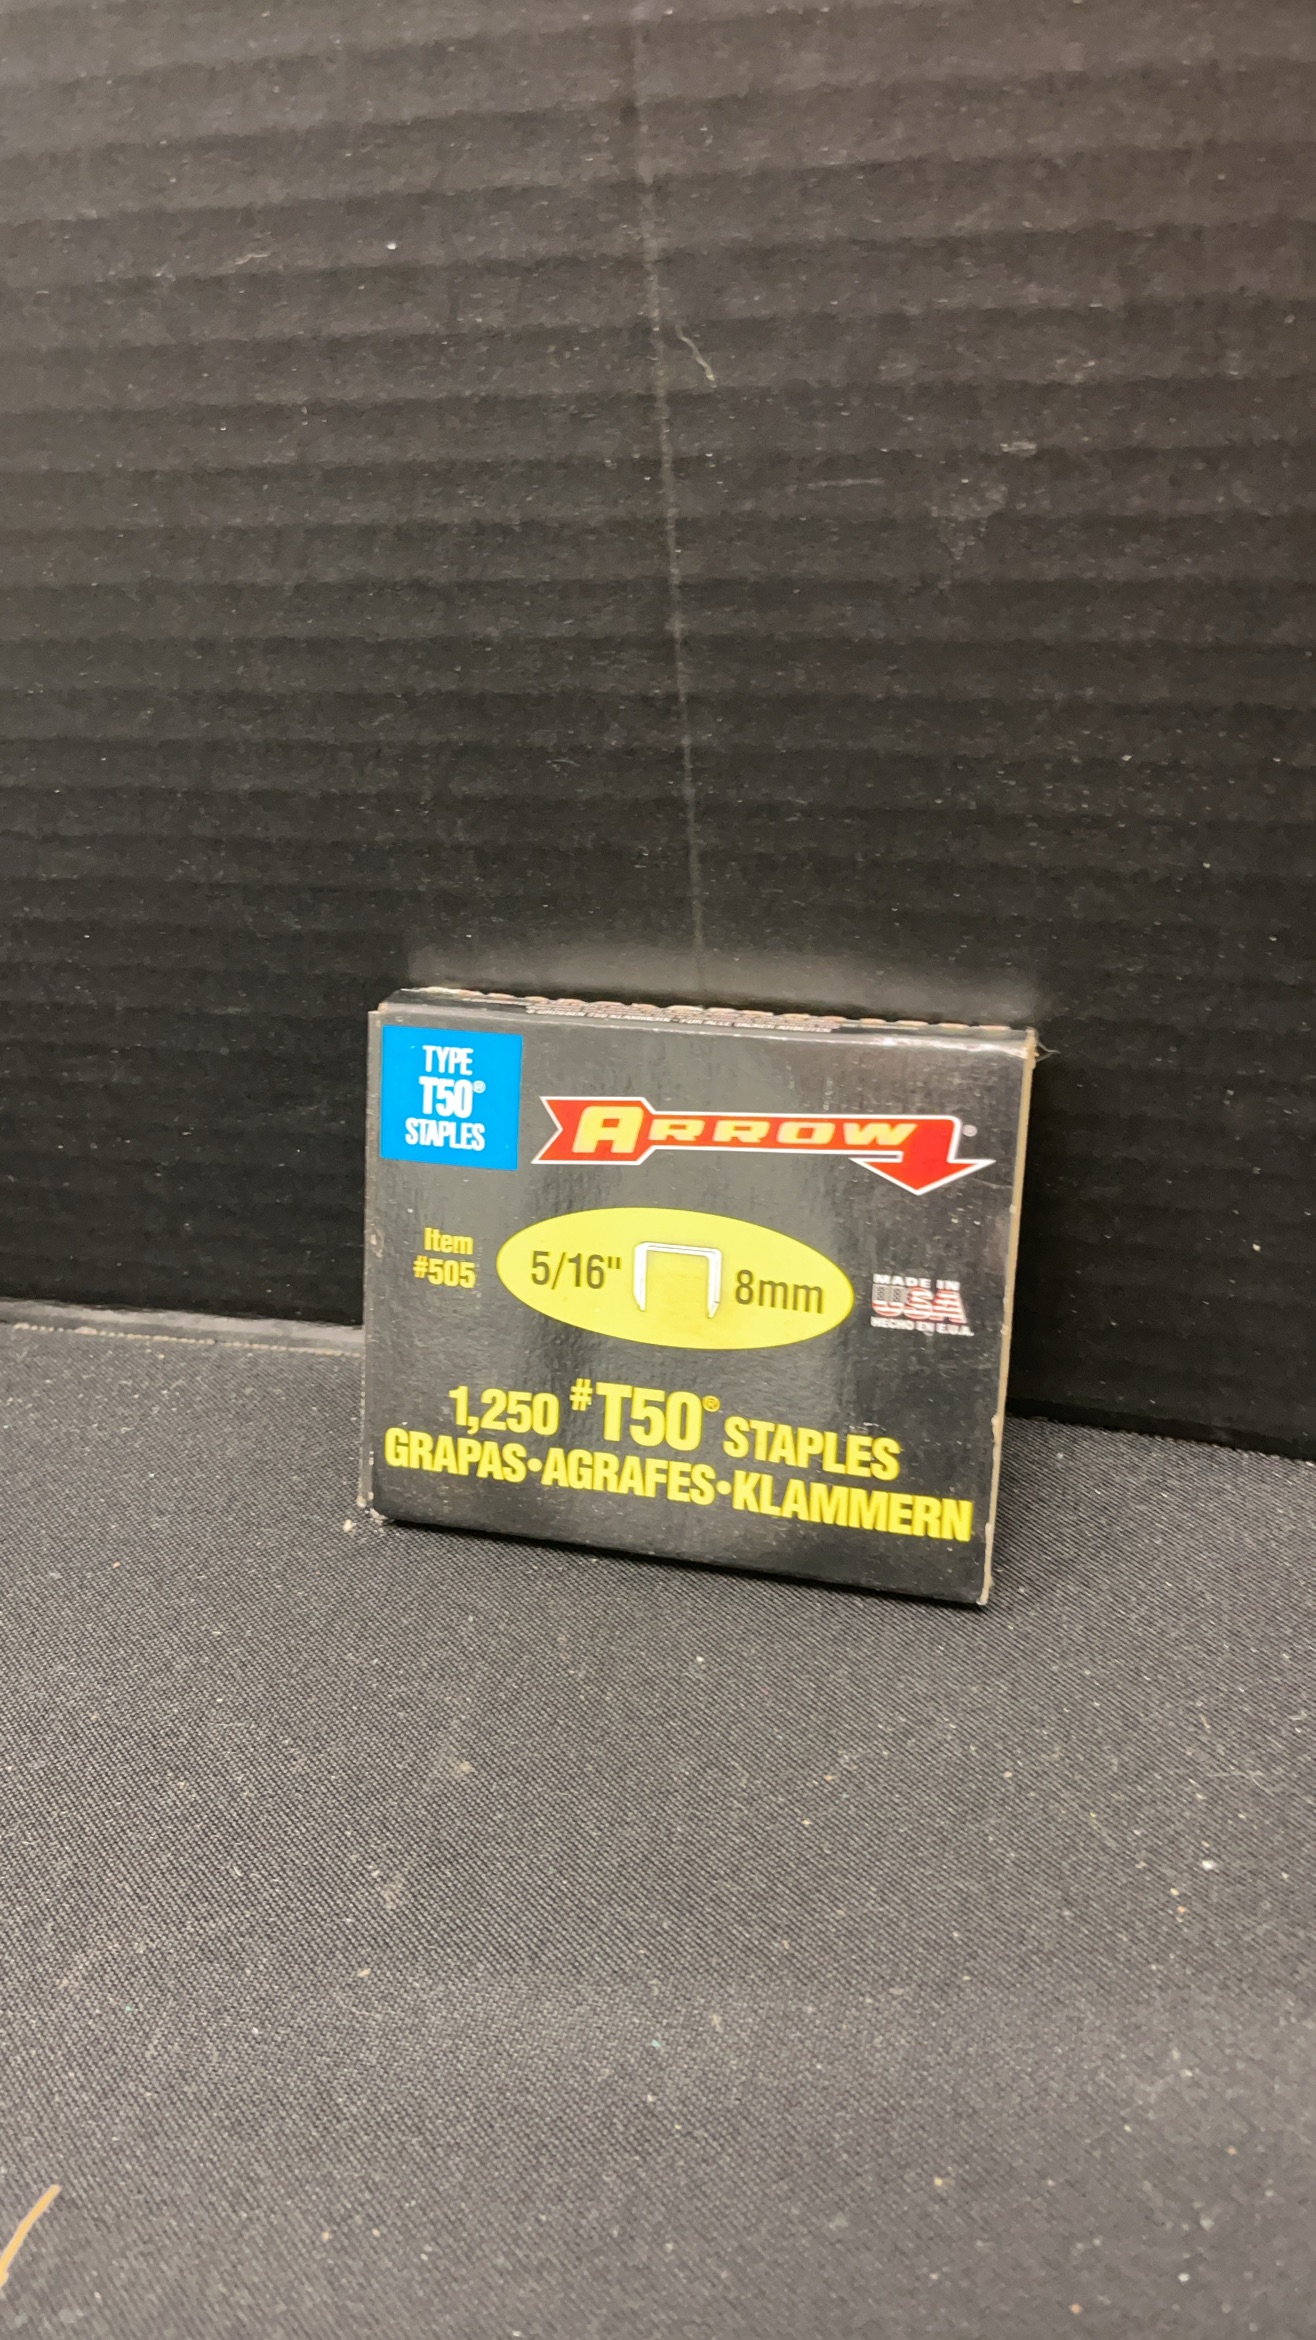 TYPE
T50®
STAPLES
ARROW®
Item
#505
5/16" 8mm
MADE IN
USA
HECHO EN E.U.A.
1,250 #T50® STAPLES
GRAPAS•AGRAFES•KLAMMERN